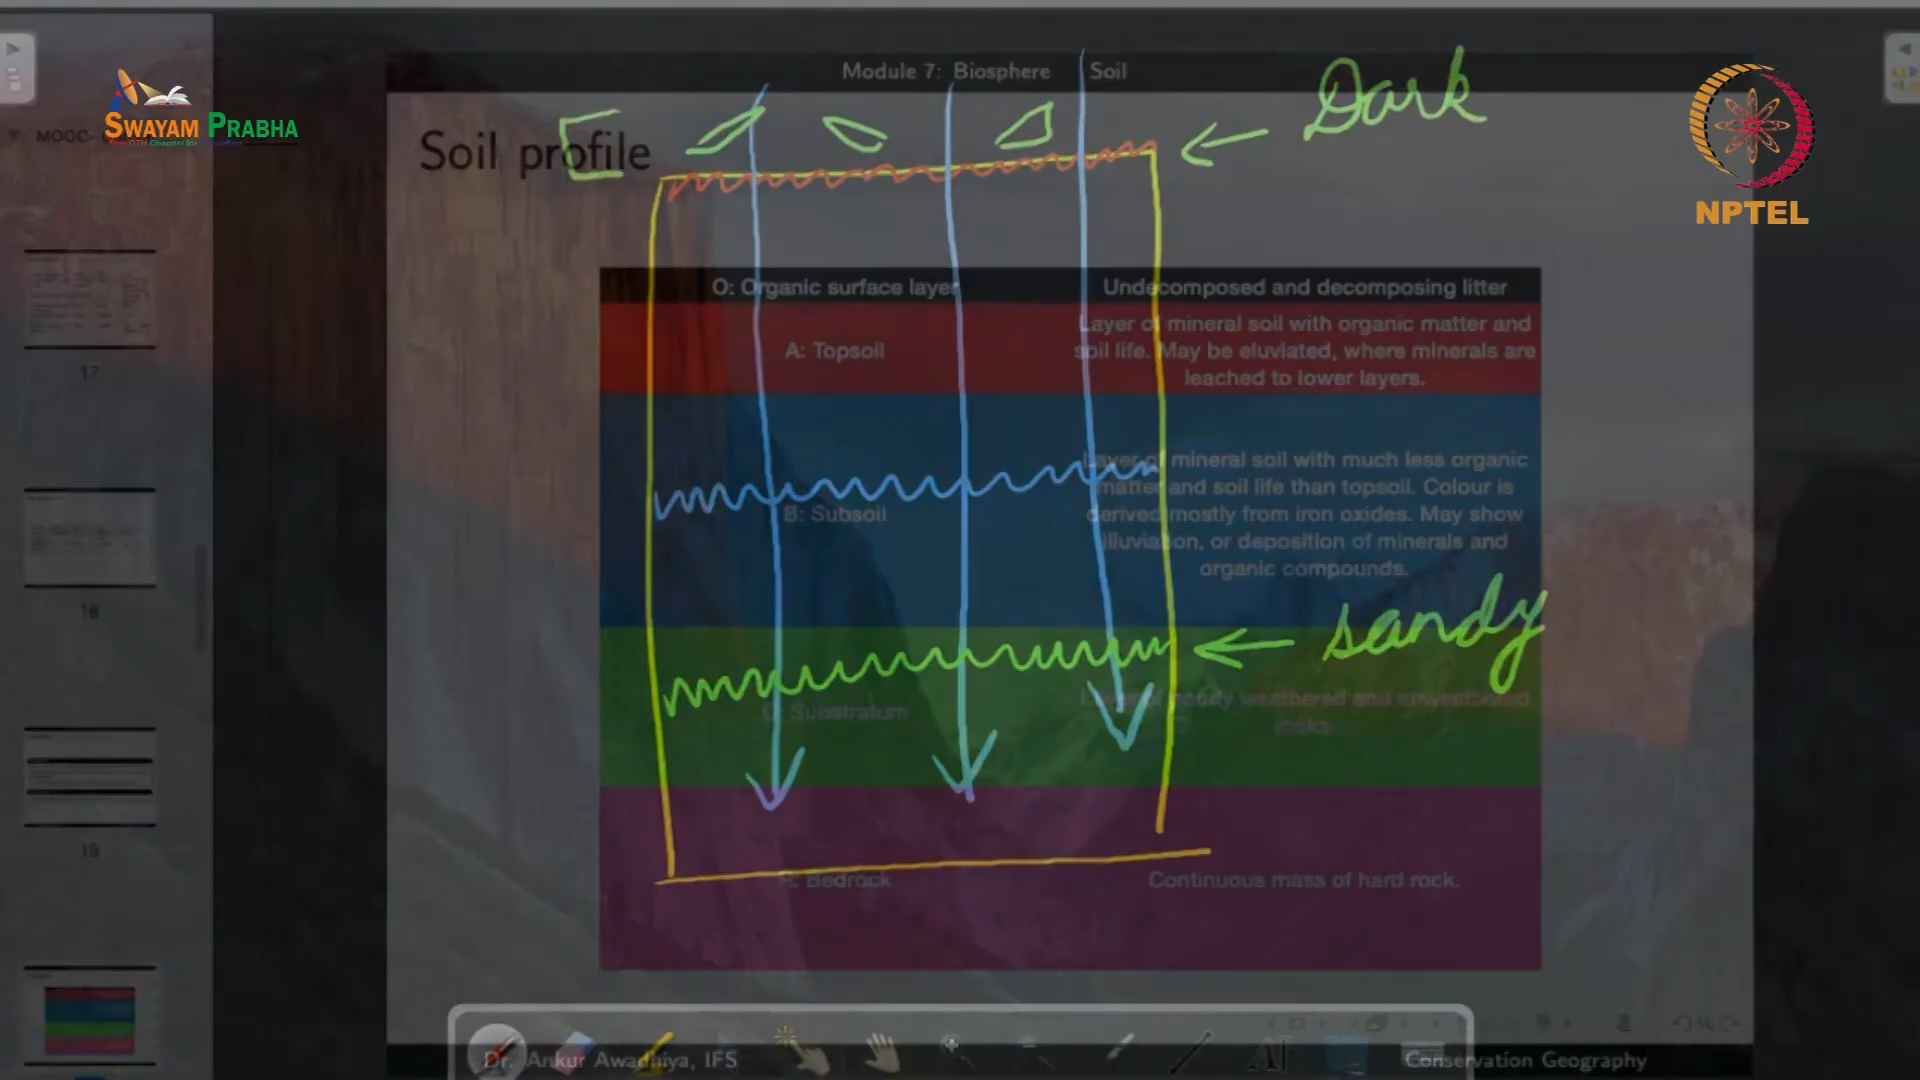 Module 7: Biosphere Soil
MOOC-
SWAYAM PRABHA
NPTEL
Soil profile
Dark
O: Organic surface layer
Undecomposed and decomposing litter
A: Topsoil
Layer of mineral soil with organic matter and
soil life. May be eluviated, where minerals are
leached to lower layers.
B: Subsoil
Layer of mineral soil with much less organic
matter and soil life than topsoil. Colour is
derived mostly from iron oxides. May show
illuviation, or deposition of minerals and
organic compounds.
sandy
C: Substratum
weathered and unweathered
rocks.
Bedrock
Continuous mass of hard rock.
17
18
19
Dr. Ankur Awadhiya, IFS
Conservation Geography